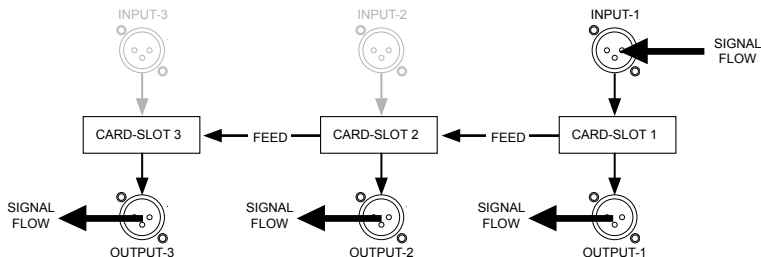 INPUT-3
INPUT-2
INPUT-1
SIGNAL
FLOW
CARD-SLOT 3
FEED
CARD-SLOT 2
FEED
CARD-SLOT 1
SIGNAL
FLOW
SIGNAL
FLOW
SIGNAL
FLOW
OUTPUT-3
OUTPUT-2
OUTPUT-1